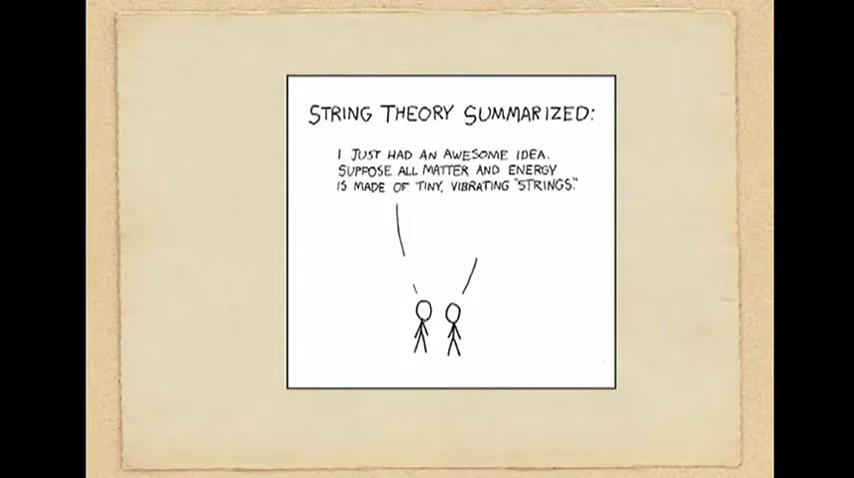 STRING THEORY SUMMARIZED:
I JUST HAD AN AWESOME IDEA.
SUPPOSE ALL MATTER AND ENERGY
IS MADE OF TINY, VIBRATING "STRINGS."